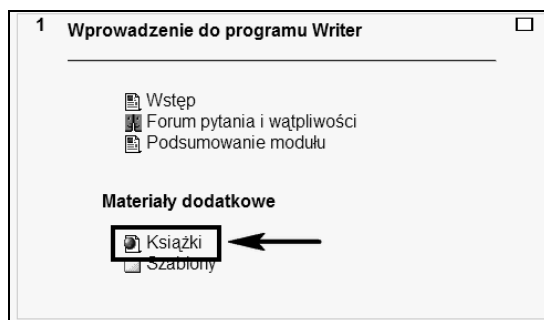 1 Wprowadzenie do programu Writer
Wstęp
Forum pytania i wątpliwości
Podsumowanie modułu
Materiały dodatkowe
Książki
Szablony